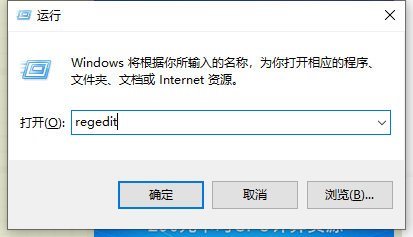 运行
Windows 将根据你所输入的名称，为你打开相应的程序、
文件夹、文档或 Internet 资源。
打开(O): regedit
确定 取消 浏览(B)...